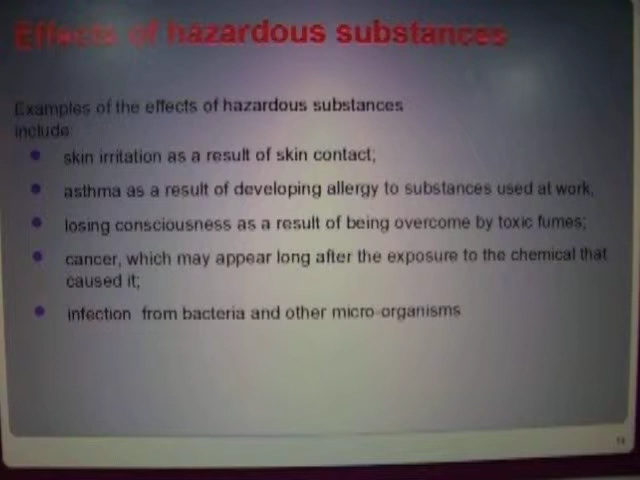 Effects of hazardous substances
Examples of the effects of hazardous substances
include:
skin irritation as a result of skin contact;
asthma as a result of developing allergy to substances used at work,
losing consciousness as a result of being overcome by toxic fumes;
cancer, which may appear long after the exposure to the chemical that
caused it;
infection from bacteria and other micro-organisms